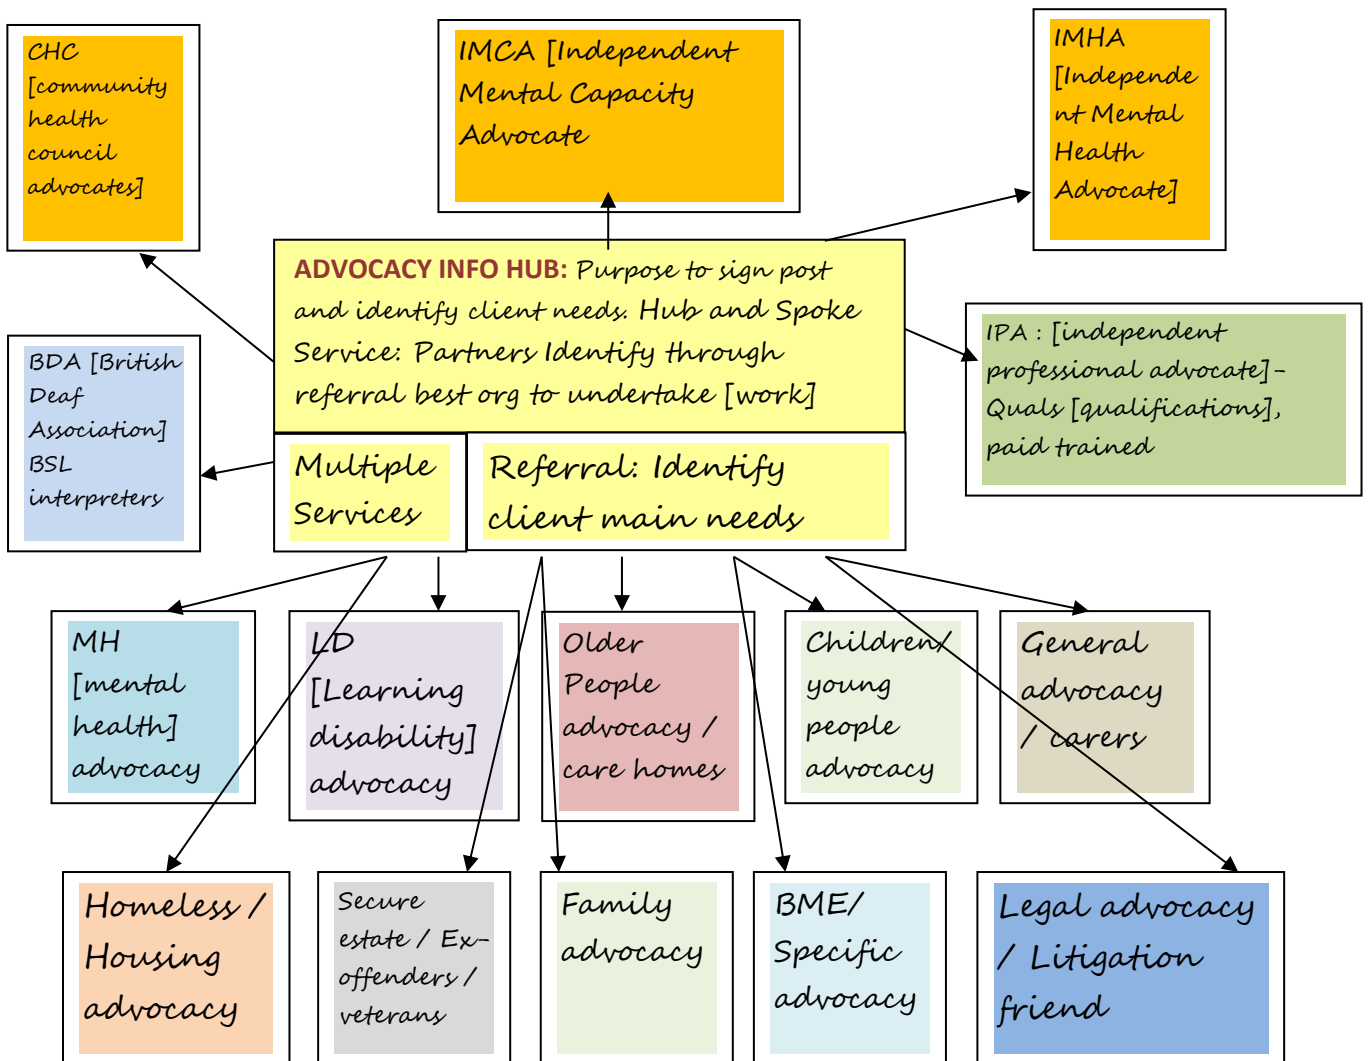 CHC
[community
health
council
advocates]
IMCA [Independent
Mental Capacity
Advocate
IMHA
[Independe
nt Mental
Health
Advocate]
ADVOCACY INFO HUB: Purpose to sign post
and identify client needs. Hub and Spoke
Service: Partners Identify through
referral best org to undertake [work]
BDA [British
Deaf
Association]
BSL
interpreters
IPA : [independent
professional advocate]-
Quals [qualifications],
paid trained
Multiple
Services
Referral: Identify
client main needs
MH
[mental
health]
advocacy
LD
[Learning
disability]
advocacy
Older
People
advocacy /
care homes
Children/
young
people
advocacy
General
advocacy
/ carers
Homeless /
Housing
advocacy
Secure
estate / Ex-
offenders /
veterans
Family
advocacy
BME/
Specific
advocacy
Legal advocacy
/ Litigation
friend